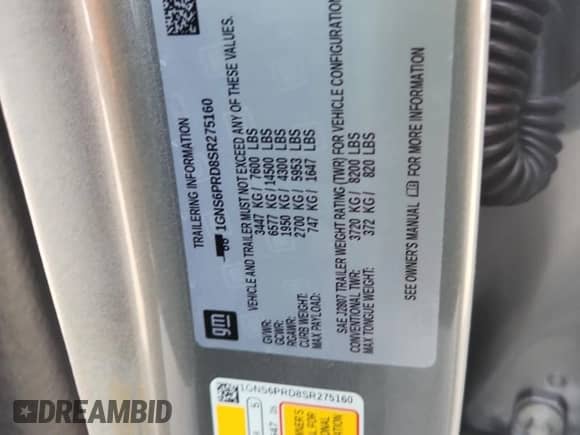 TRAILERING INFORMATION
1GNS6PRD8SR275160
VEHICLE AND TRAILER MUST NOT EXCEED ANY OF THESE VALUES.
GVWR: 3447 KG/ 7600 LBS
GCWR: 6577 KG/ 14500 LBS
RGAWR: 1950 KG/ 4300 LBS
CURB WEIGHT: 2700 KG/ 5953 LBS
MAX PAYLOAD: 747 KG/ 1647 LBS
SAE J2807 TRAILER WEIGHT RATING (TWR) FOR VEHICLE CONFIGURATION
CONVENTIONAL TWR: 3720 KG/ 8200 LBS
MAX TONGUE WEIGHT: 372 KG/ 820 LBS
SEE OWNER'S MANUAL FOR MORE INFORMATION
gm
1GNS6PRD8SR275160
OWNER'S
FOR
DREAMBID